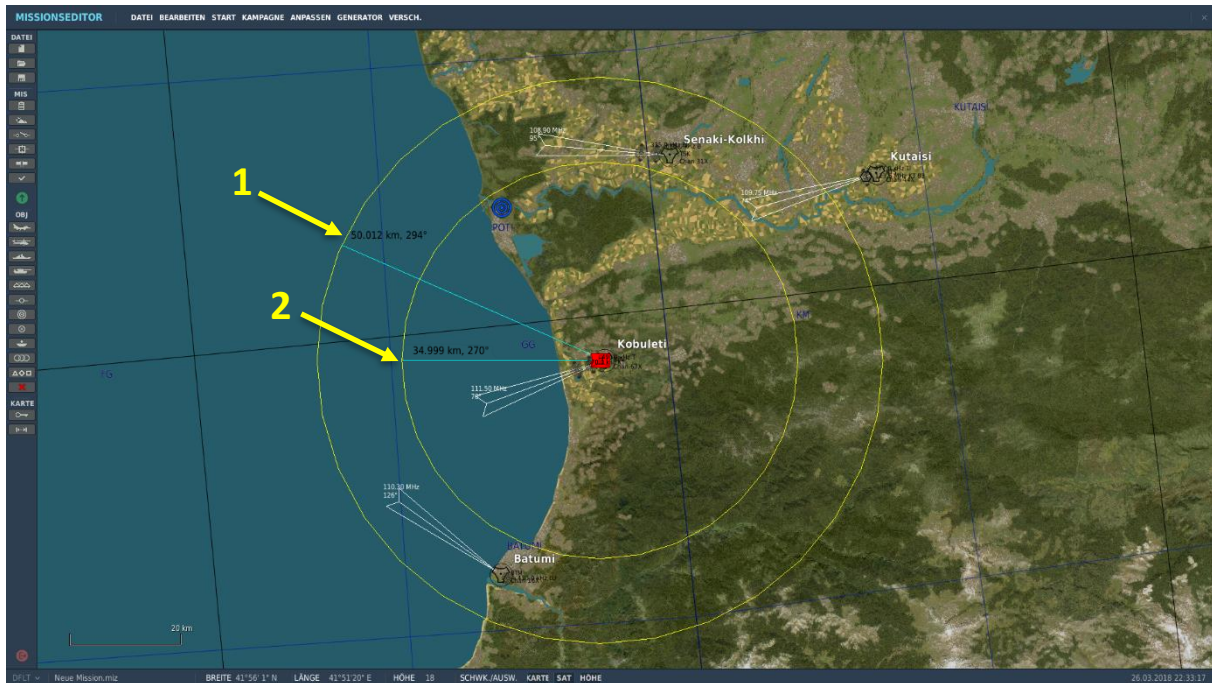 MISSIONSEDITOR
DATEI BEARBEITEN START KAMPAGNE ANPASSEN GENERATOR VERSCH.
DATEI
MIS
OBJ
KARTE
KUTAISI
Senaki-Kolkhi
Kutaisi
95°
109.75 MHz
1
50.012 km, 294°
POTI
2
34.999 km, 270°
GG
KM
Kobuleti
111.50 MHz
110.30 MHz
126°
BATUMI
Batumi
20 km
DFLT
Neue Mission.miz
BREITE 41°56' 1" N LÄNGE 41°51'20" E HÖHE 18 SCHWK./AUSW. KARTE SAT HÖHE
26.03.2018 22:33:17